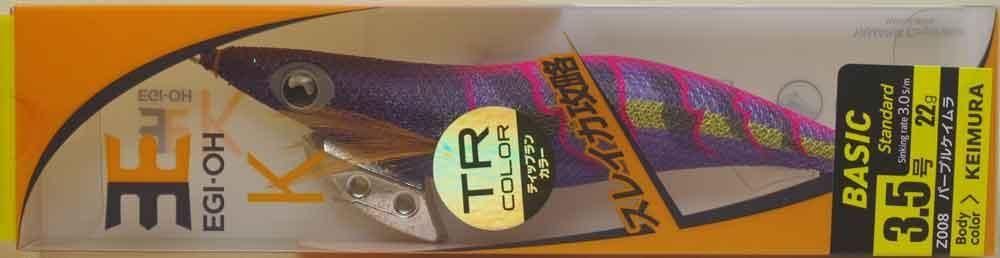 EGI-OH
EGI-OH
K
TR
COLOR
ティップラン
カラー
スレイカ攻略
BASIC
Standard
Sinking rate 3.0 s/m
3.5号 22g
Z008 パープルケイムラ
Body color > KEIMURA